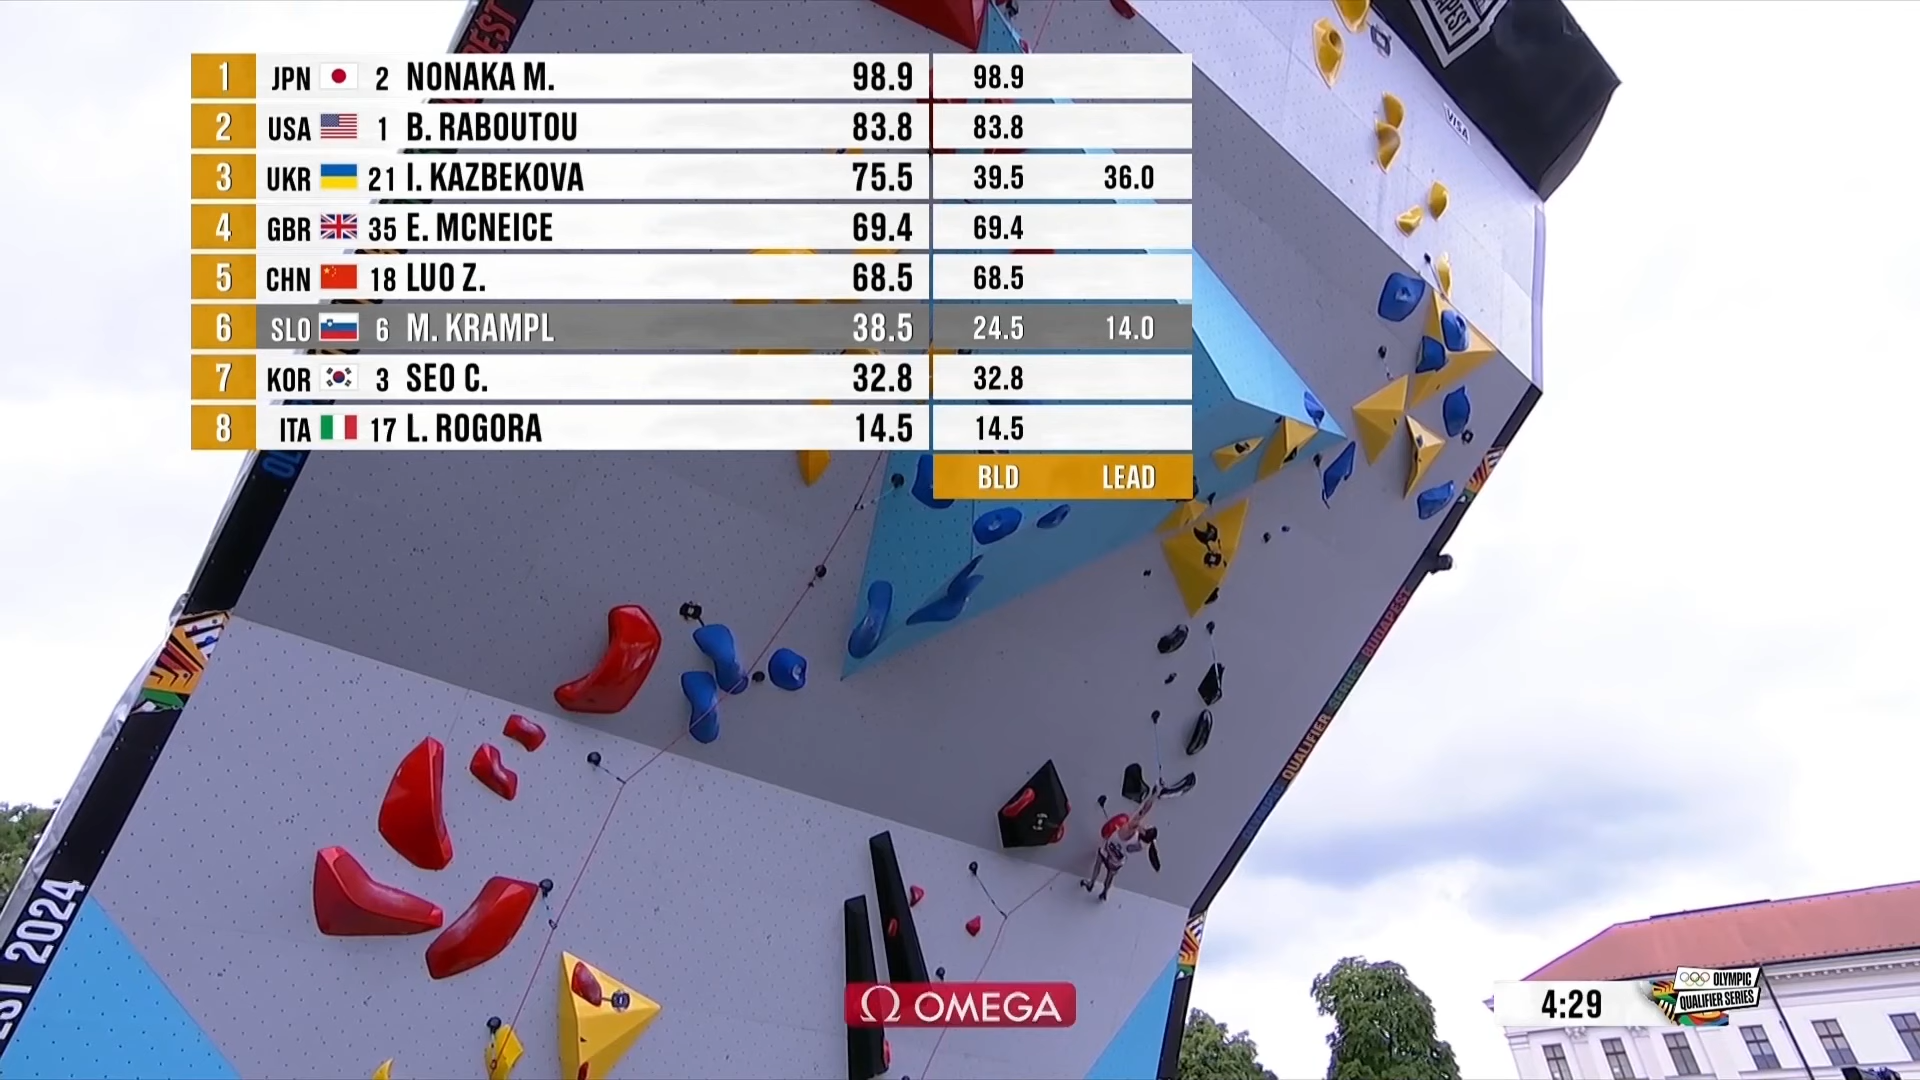 1 JPN 2 NONAKA M. 98.9 98.9
2 USA 1 B. RABOUTOU 83.8 83.8
3 UKR 21 I. KAZBEKOVA 75.5 39.5 36.0
4 GBR 35 E. MCNEICE 69.4 69.4
5 CHN 18 LUO Z. 68.5 68.5
6 SLO 6 M. KRAMPL 38.5 24.5 14.0
7 KOR 3 SEO C. 32.8 32.8
8 ITA 17 L. ROGORA 14.5 14.5
BLD LEAD
VISA
OLYMPIC QUALIFIER SERIES BUDAPEST
2024
Ω OMEGA
4:29
OLYMPIC
QUALIFIER SERIES